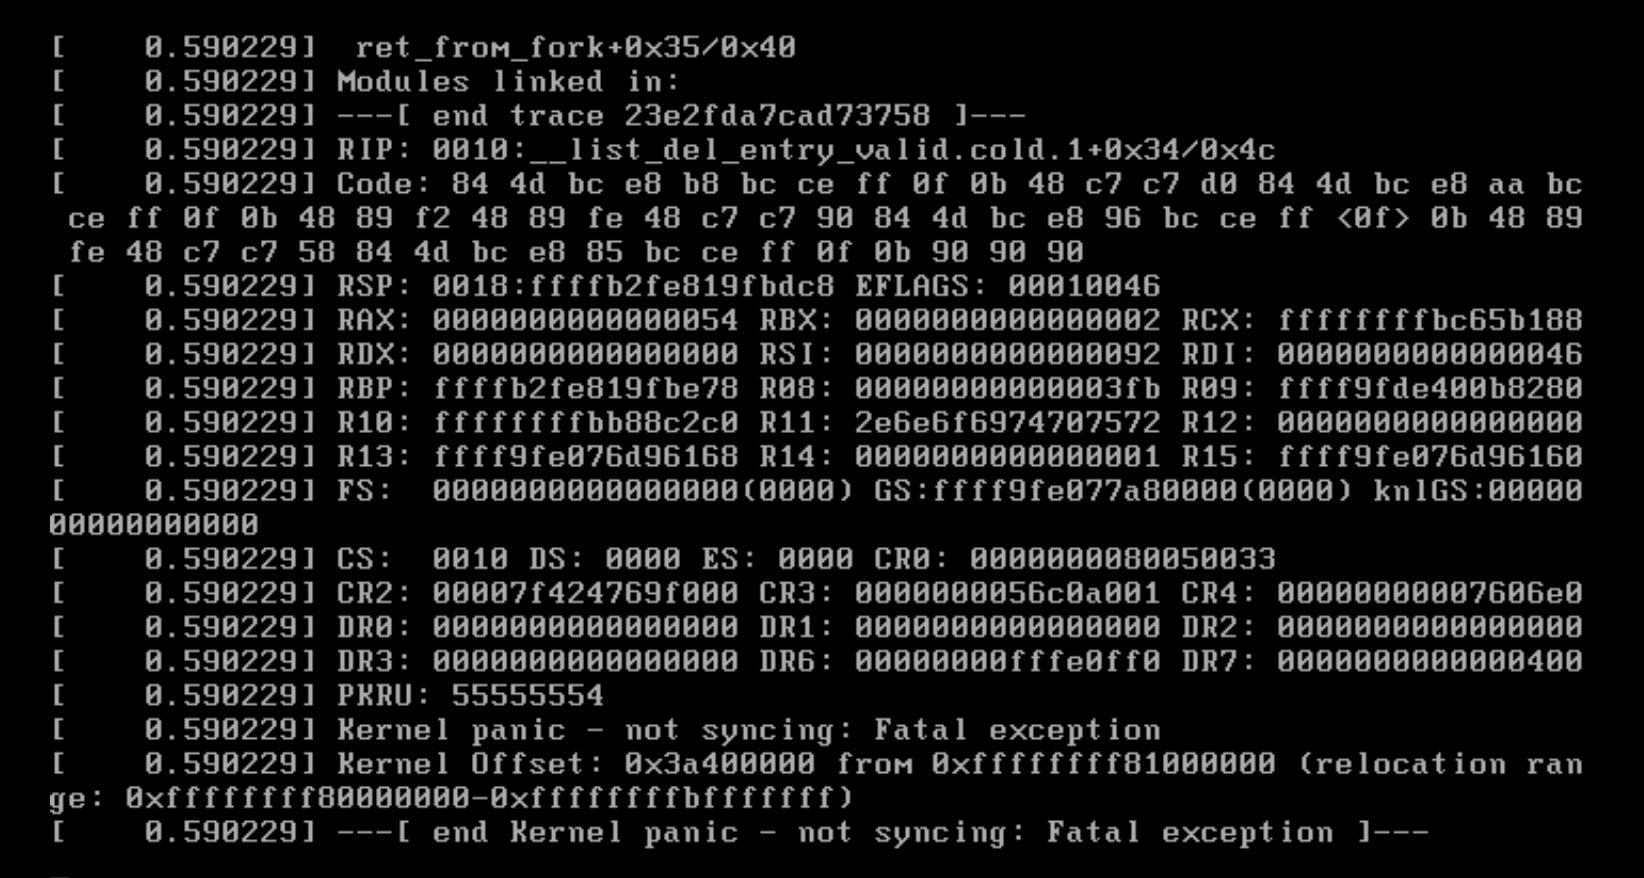 [    0.590229]  ret_from_fork+0x35/0x40
[    0.590229] Modules linked in:
[    0.590229] ---[ end trace 23e2fda7cad73758 ]---
[    0.590229] RIP: 0010:__list_del_entry_valid.cold.1+0x34/0x4c
[    0.590229] Code: 84 4d bc e8 b8 bc ce ff 0f 0b 48 c7 c7 d0 84 4d bc e8 aa bc
 ce ff 0f 0b 48 89 f2 48 89 fe 48 c7 c7 90 84 4d bc e8 96 bc ce ff <0f> 0b 48 89
 fe 48 c7 c7 58 84 4d bc e8 85 bc ce ff 0f 0b 90 90 90
[    0.590229] RSP: 0018:ffffb2fe819fbdc8 EFLAGS: 00010046
[    0.590229] RAX: 0000000000000054 RBX: 0000000000000002 RCX: ffffffffbc65b188
[    0.590229] RDX: 0000000000000000 RSI: 0000000000000092 RDI: 0000000000000046
[    0.590229] RBP: ffffb2fe819fbe78 R08: 00000000000003fb R09: ffff9fde400b8280
[    0.590229] R10: ffffffffbb88c2c0 R11: 2e6e6f6974707572 R12: 0000000000000000
[    0.590229] R13: ffff9fe076d96168 R14: 0000000000000001 R15: ffff9fe076d96160
[    0.590229] FS:  0000000000000000(0000) GS:ffff9fe077a80000(0000) knlGS:00000
00000000000
[    0.590229] CS:  0010 DS: 0000 ES: 0000 CR0: 0000000080050033
[    0.590229] CR2: 00007f424769f000 CR3: 0000000056c0a001 CR4: 00000000007606e0
[    0.590229] DR0: 0000000000000000 DR1: 0000000000000000 DR2: 0000000000000000
[    0.590229] DR3: 0000000000000000 DR6: 00000000fffe0ff0 DR7: 0000000000000400
[    0.590229] PKRU: 55555554
[    0.590229] Kernel panic - not syncing: Fatal exception
[    0.590229] Kernel Offset: 0x3a400000 from 0xffffffff81000000 (relocation ran
ge: 0xffffffff80000000-0xffffffffbfffffff)
[    0.590229] ---[ end Kernel panic - not syncing: Fatal exception ]---